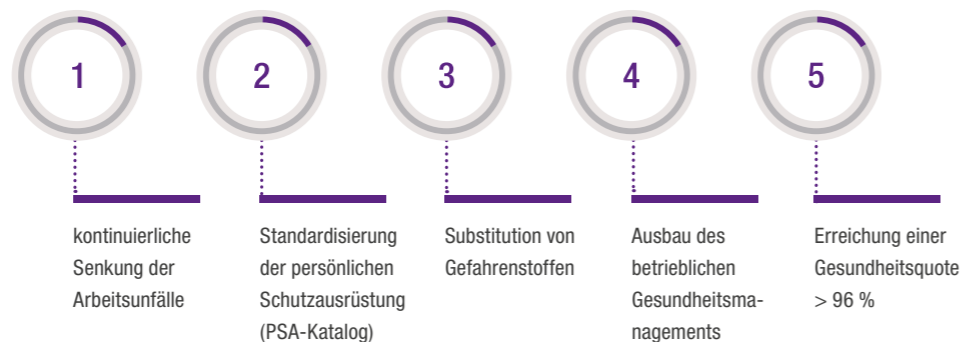 1
kontinuierliche
Senkung der
Arbeitsunfälle
2
Standardisierung
der persönlichen
Schutzausrüstung
(PSA-Katalog)
3
Substitution von
Gefahrenstoffen
4
Ausbau des
betrieblichen
Gesundheitsma-
nagements
5
Erreichung einer
Gesundheitsquote
> 96 %